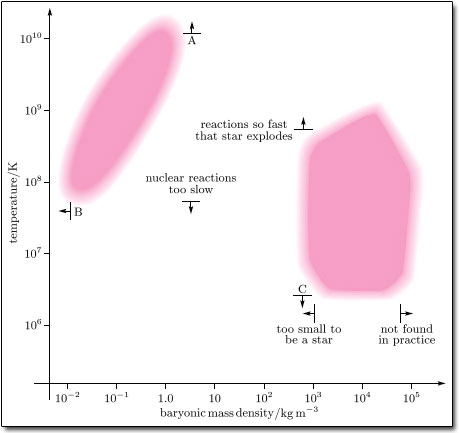 10¹⁰
A
10⁹
reactions so fast
that star explodes
nuclear reactions
too slow
10⁸
B
temperature/K
10⁷
C
10⁶
too small to
be a star
not found
in practice
10⁻²
10⁻¹
1.0
10
10²
10³
10⁴
10⁵
baryonic mass density/kg m⁻³